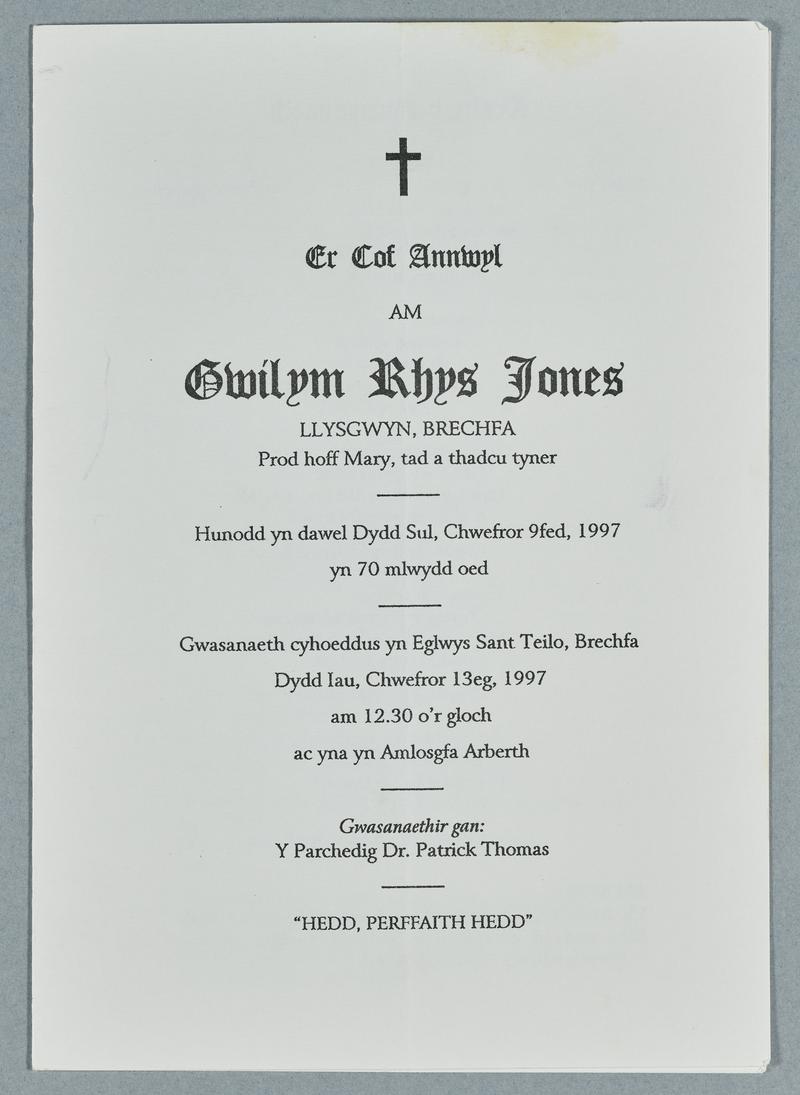 Er Cof Annwyl
AM
Gwilym Rhys Jones
LLYSGWYN, BRECHFA
Prod hoff Mary, tad a thadcu tyner
Hunodd yn dawel Dydd Sul, Chwefror 9fed, 1997
yn 70 mlwydd oed
Gwasanaeth cyhoeddus yn Eglwys Sant Teilo, Brechfa
Dydd Iau, Chwefror 13eg, 1997
am 12.30 o'r gloch
ac yna yn Amlosgfa Arberth
Gwasanaethir gan:
Y Parchedig Dr. Patrick Thomas
“HEDD, PERFFAITH HEDD”